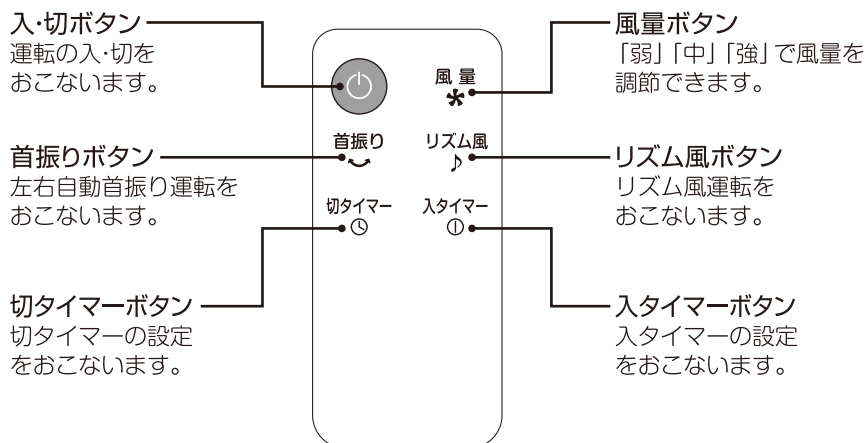 入・切ボタン
運転の入・切を
おこないます。
首振りボタン
左右自動首振り運転を
おこないます。
切タイマーボタン
切タイマーの設定
をおこないます。
風量
首振り
リズム風
切タイマー
入タイマー
風量ボタン
「弱」「中」「強」で風量を
調節できます。
リズム風ボタン
リズム風運転を
おこないます。
入タイマーボタン
入タイマーの設定
をおこないます。